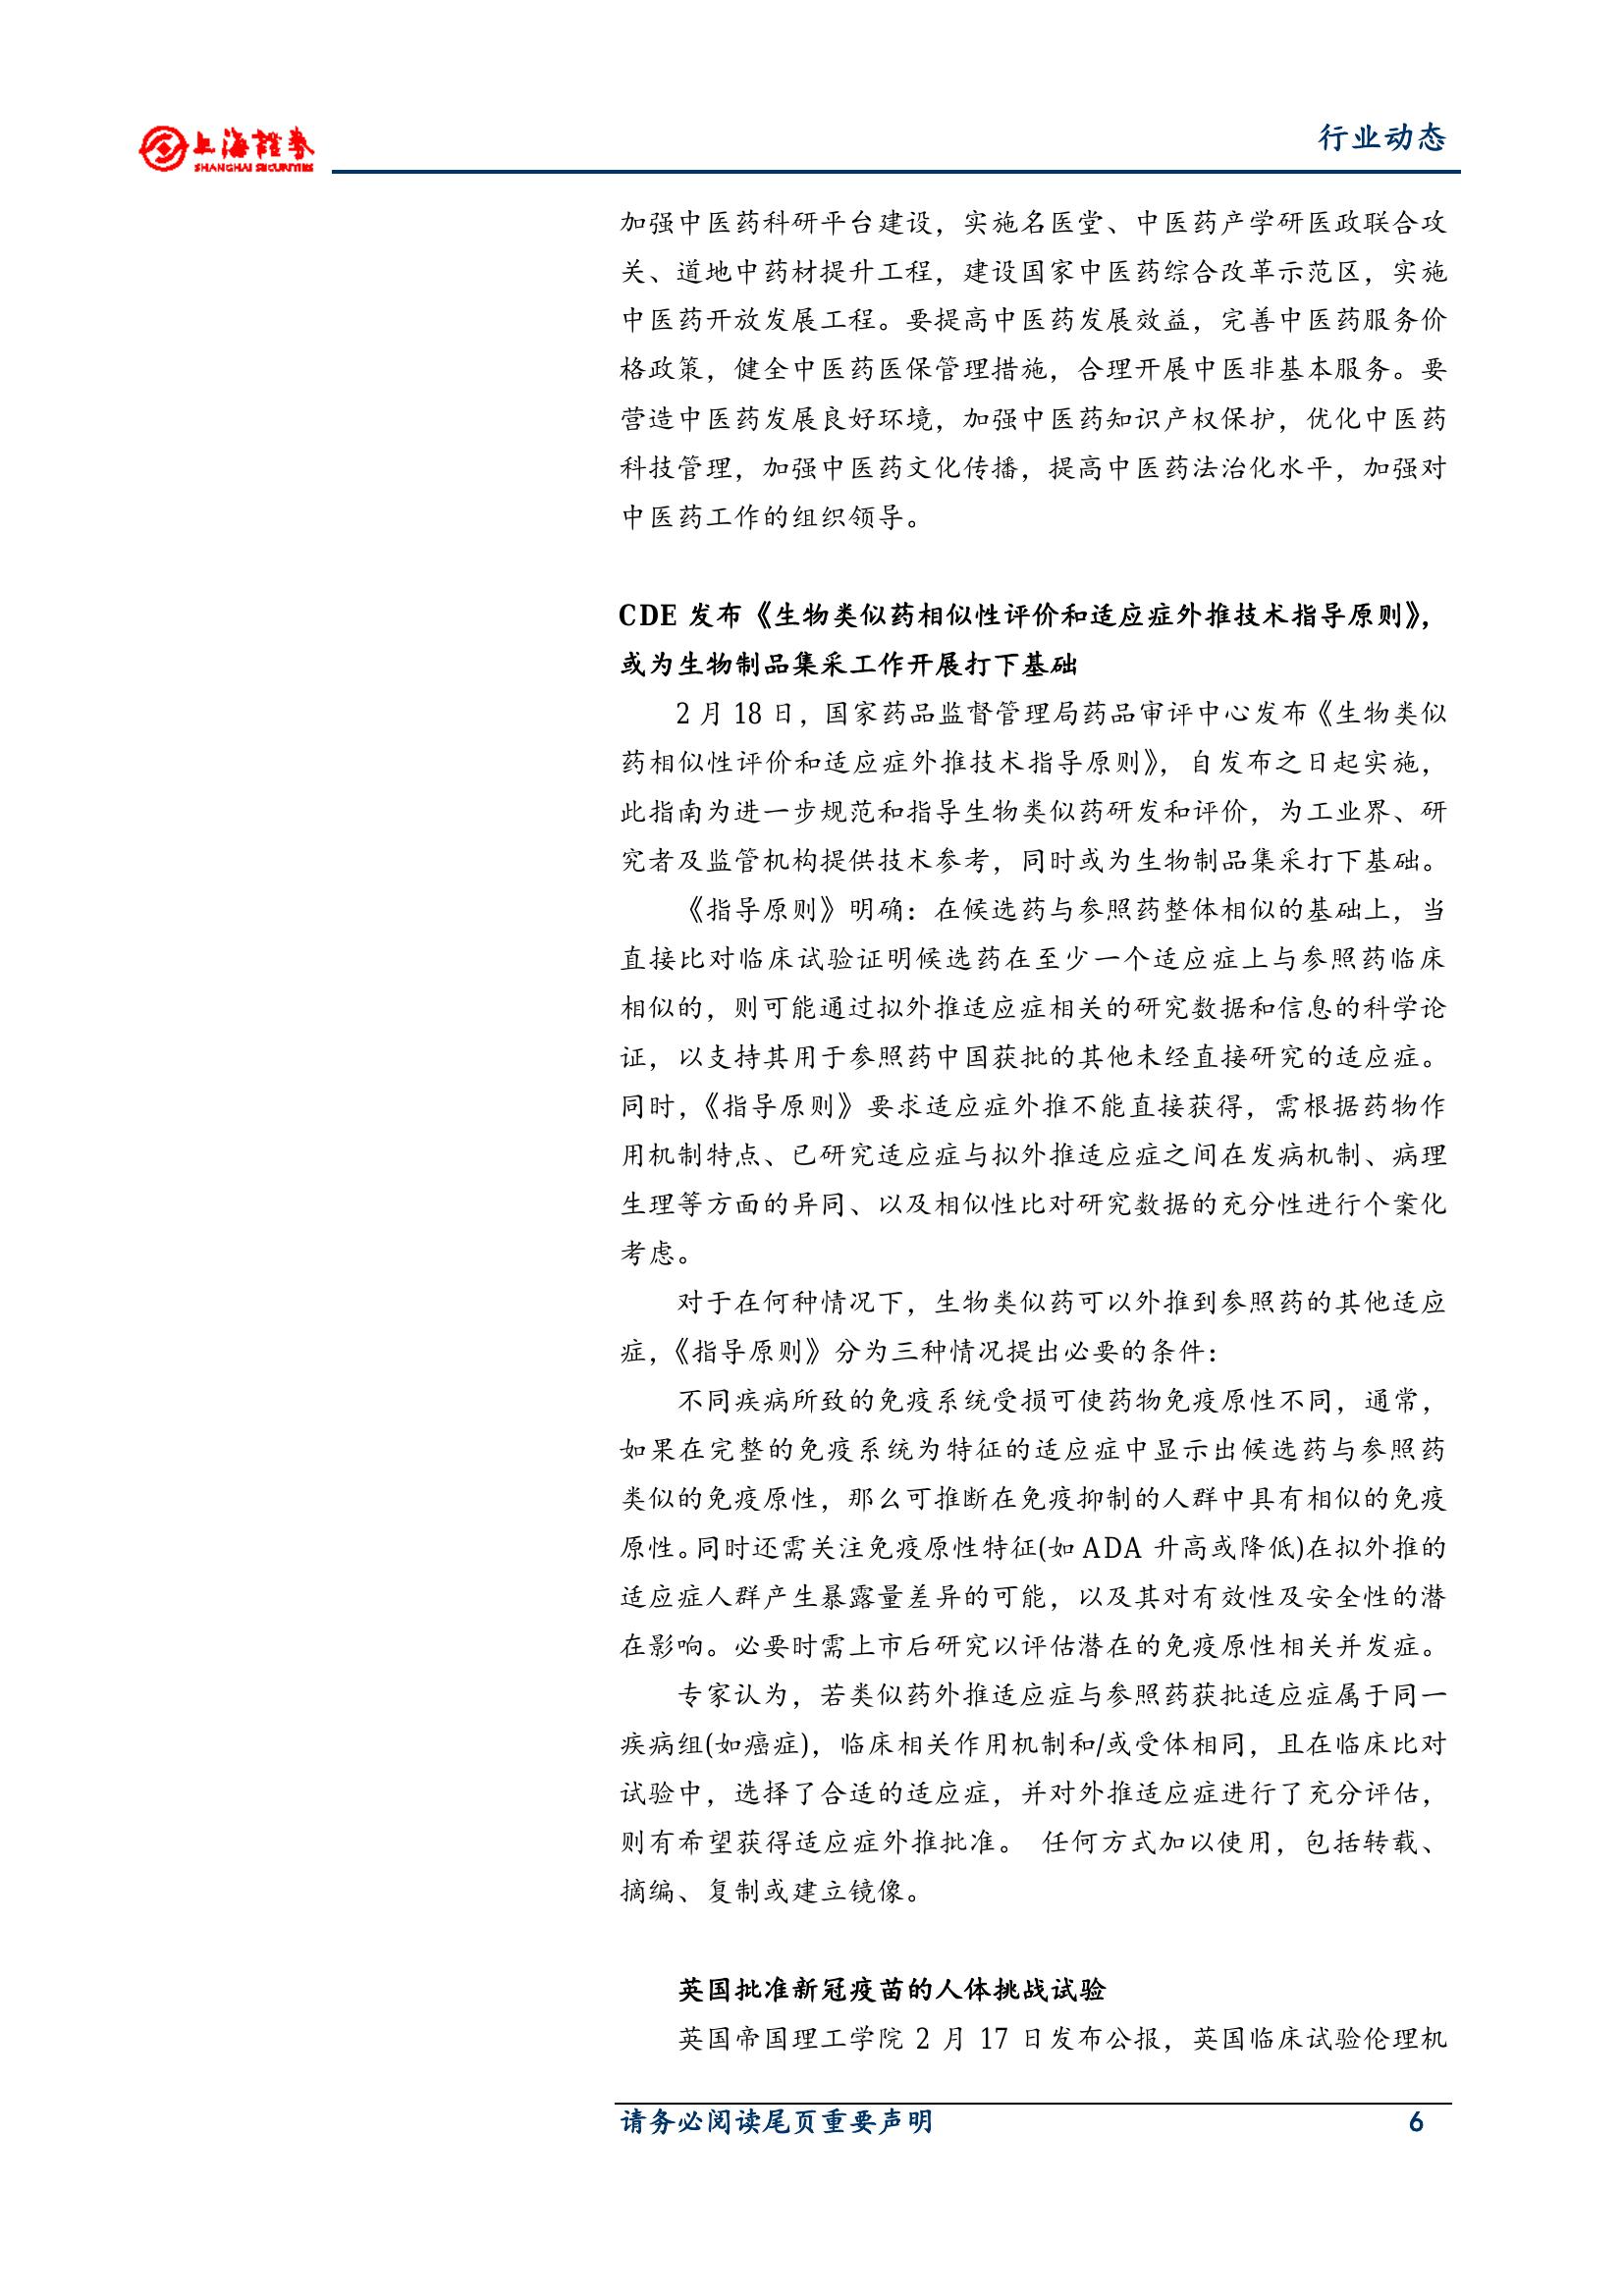 上海證券
SHANGHAI SECURITIES
行业动态
加强中医药科研平台建设，实施名医堂、中医药产学研医政联合攻
关、道地中药材提升工程，建设国家中医药综合改革示范区，实施
中医药开放发展工程。要提高中医药发展效益，完善中医药服务价
格政策，健全中医药医保管理措施，合理开展中医非基本服务。要
营造中医药发展良好环境，加强中医药知识产权保护，优化中医药
科技管理，加强中医药文化传播，提高中医药法治化水平，加强对
中医药工作的组织领导。
CDE 发布《生物类似药相似性评价和适应症外推技术指导原则》，
或为生物制品集采工作开展打下基础
2 月 18 日，国家药品监督管理局药品审评中心发布《生物类似
药相似性评价和适应症外推技术指导原则》，自发布之日起实施，
此指南为进一步规范和指导生物类似药研发和评价，为工业界、研
究者及监管机构提供技术参考，同时或为生物制品集采打下基础。
《指导原则》明确：在候选药与参照药整体相似的基础上，当
直接比对临床试验证明候选药在至少一个适应症上与参照药临床
相似的，则可能通过拟外推适应症相关的研究数据和信息的科学论
证，以支持其用于参照药中国获批的其他未经直接研究的适应症。
同时，《指导原则》要求适应症外推不能直接获得，需根据药物作
用机制特点、已研究适应症与拟外推适应症之间在发病机制、病理
生理等方面的异同、以及相似性比对研究数据的充分性进行个案化
考虑。
对于在何种情况下，生物类似药可以外推到参照药的其他适应
症，《指导原则》分为三种情况提出必要的条件：
不同疾病所致的免疫系统受损可使药物免疫原性不同，通常，
如果在完整的免疫系统为特征的适应症中显示出候选药与参照药
类似的免疫原性，那么可推断在免疫抑制的人群中具有相似的免疫
原性。同时还需关注免疫原性特征(如 ADA 升高或降低)在拟外推的
适应症人群产生暴露量差异的可能，以及其对有效性及安全性的潜
在影响。必要时需上市后研究以评估潜在的免疫原性相关并发症。
专家认为，若类似药外推适应症与参照药获批适应症属于同一
疾病组(如癌症)，临床相关作用机制和/或受体相同，且在临床比对
试验中，选择了合适的适应症，并对外推适应症进行了充分评估，
则有希望获得适应症外推批准。 任何方式加以使用，包括转载、
摘编、复制或建立镜像。
英国批准新冠疫苗的人体挑战试验
英国帝国理工学院 2 月 17 日发布公报，英国临床试验伦理机
请务必阅读尾页重要声明 6